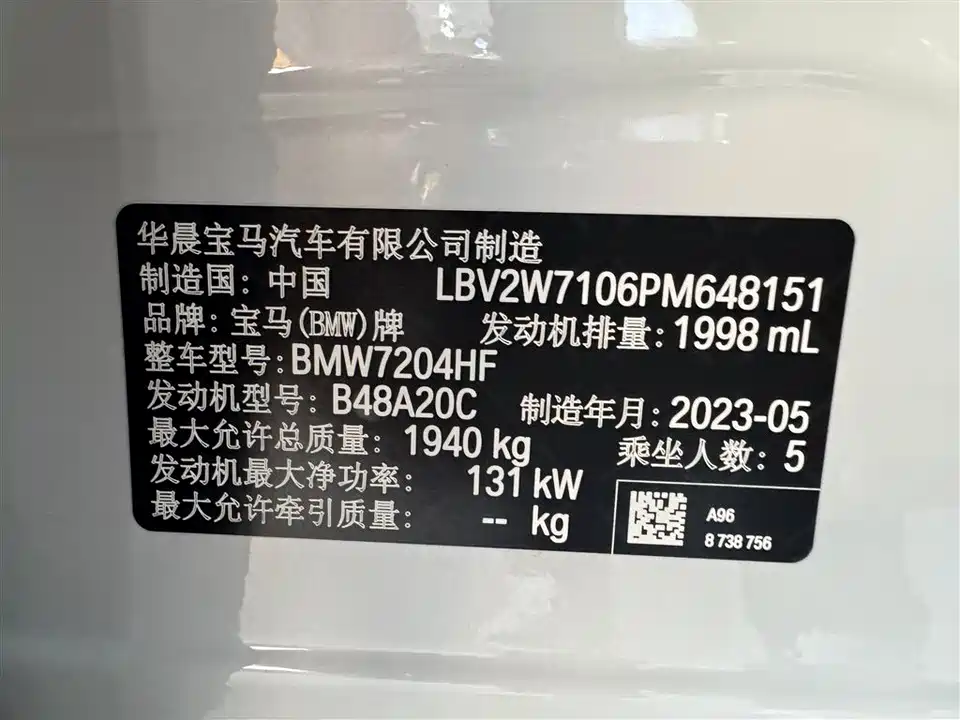 华晨宝马汽车有限公司制造
制造国: 中国 LBV2W7106PM648151
品牌: 宝马(BMW)牌 发动机排量: 1998 mL
整车型号: BMW7204HF
发动机型号: B48A20C 制造年月: 2023-05
最大允许总质量: 1940 kg 乘坐人数: 5
发动机最大净功率: 131 kW
最大允许牵引质量: -- kg
A96
8 738 756